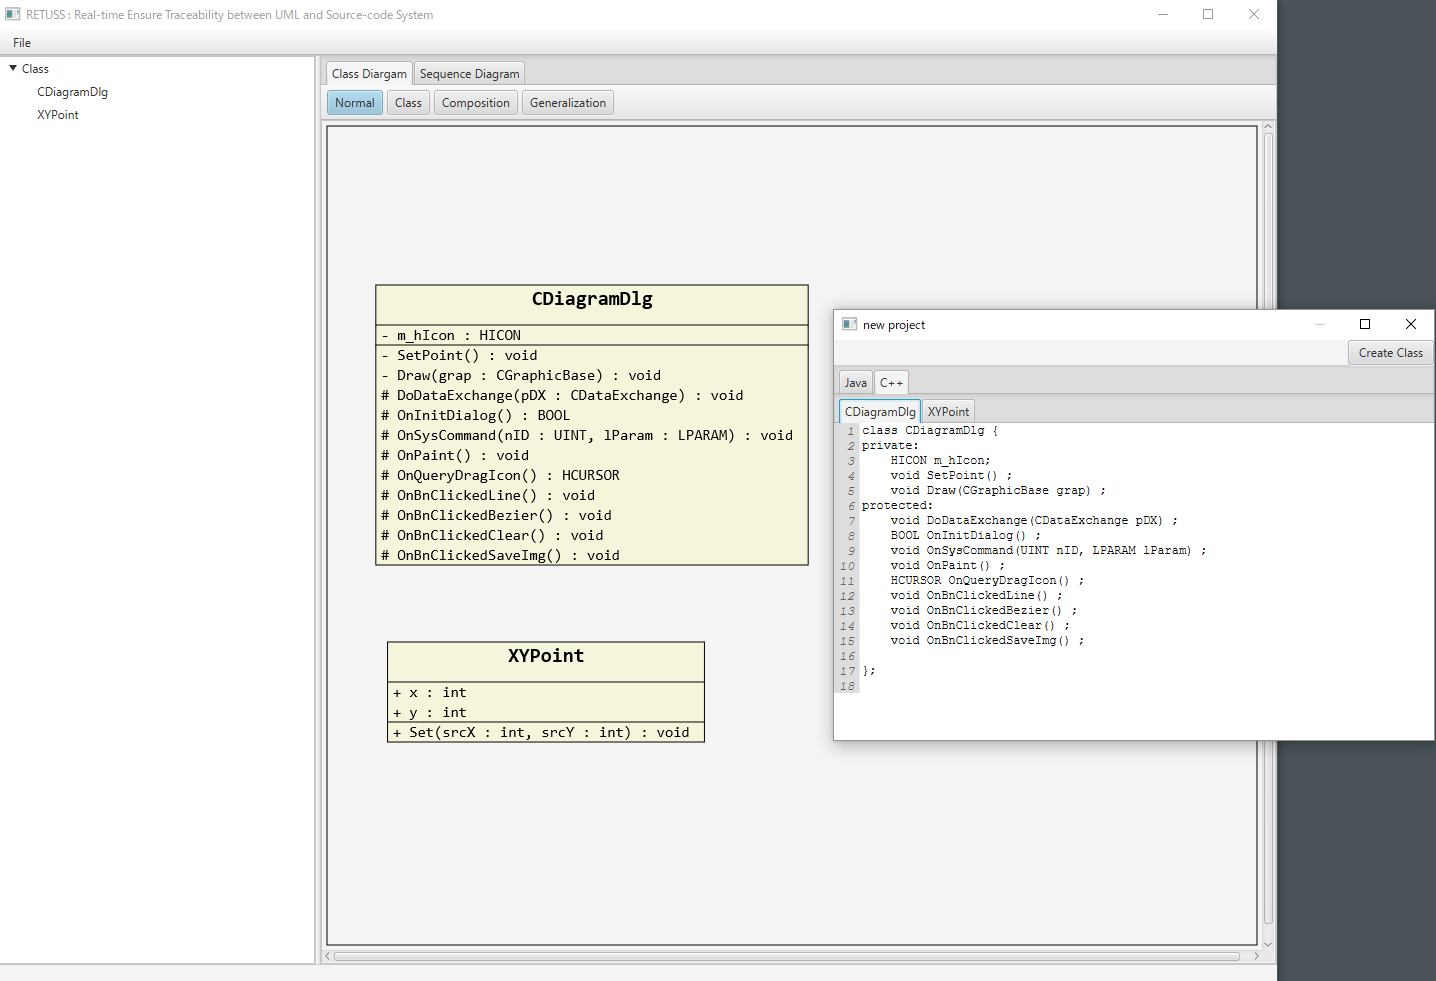 RETUSS : Real-time Ensure Traceability between UML and Source-code System
File
Class
CDiagramDlg
XYPoint
Class Diargam
Sequence Diagram
Normal
Class
Composition
Generalization
CDiagramDlg
- m_hIcon : HICON
- SetPoint() : void
- Draw(grap : CGraphicBase) : void
# DoDataExchange(pDX : CDataExchange) : void
# OnInitDialog() : BOOL
# OnSysCommand(nID : UINT, lParam : LPARAM) : void
# OnPaint() : void
# OnQueryDragIcon() : HCURSOR
# OnBnClickedLine() : void
# OnBnClickedBezier() : void
# OnBnClickedClear() : void
# OnBnClickedSaveImg() : void
XYPoint
+ x : int
+ y : int
+ Set(srcX : int, srcY : int) : void
new project
Create Class
Java
C++
CDiagramDlg
XYPoint
1 class CDiagramDlg {
2 private:
3 HICON m_hIcon;
4 void SetPoint() ;
5 void Draw(CGraphicBase grap) ;
6 protected:
7 void DoDataExchange(CDataExchange pDX) ;
8 BOOL OnInitDialog() ;
9 void OnSysCommand(UINT nID, LPARAM lParam) ;
10 void OnPaint() ;
11 HCURSOR OnQueryDragIcon() ;
12 void OnBnClickedLine() ;
13 void OnBnClickedBezier() ;
14 void OnBnClickedClear() ;
15 void OnBnClickedSaveImg() ;
16
17 };
18